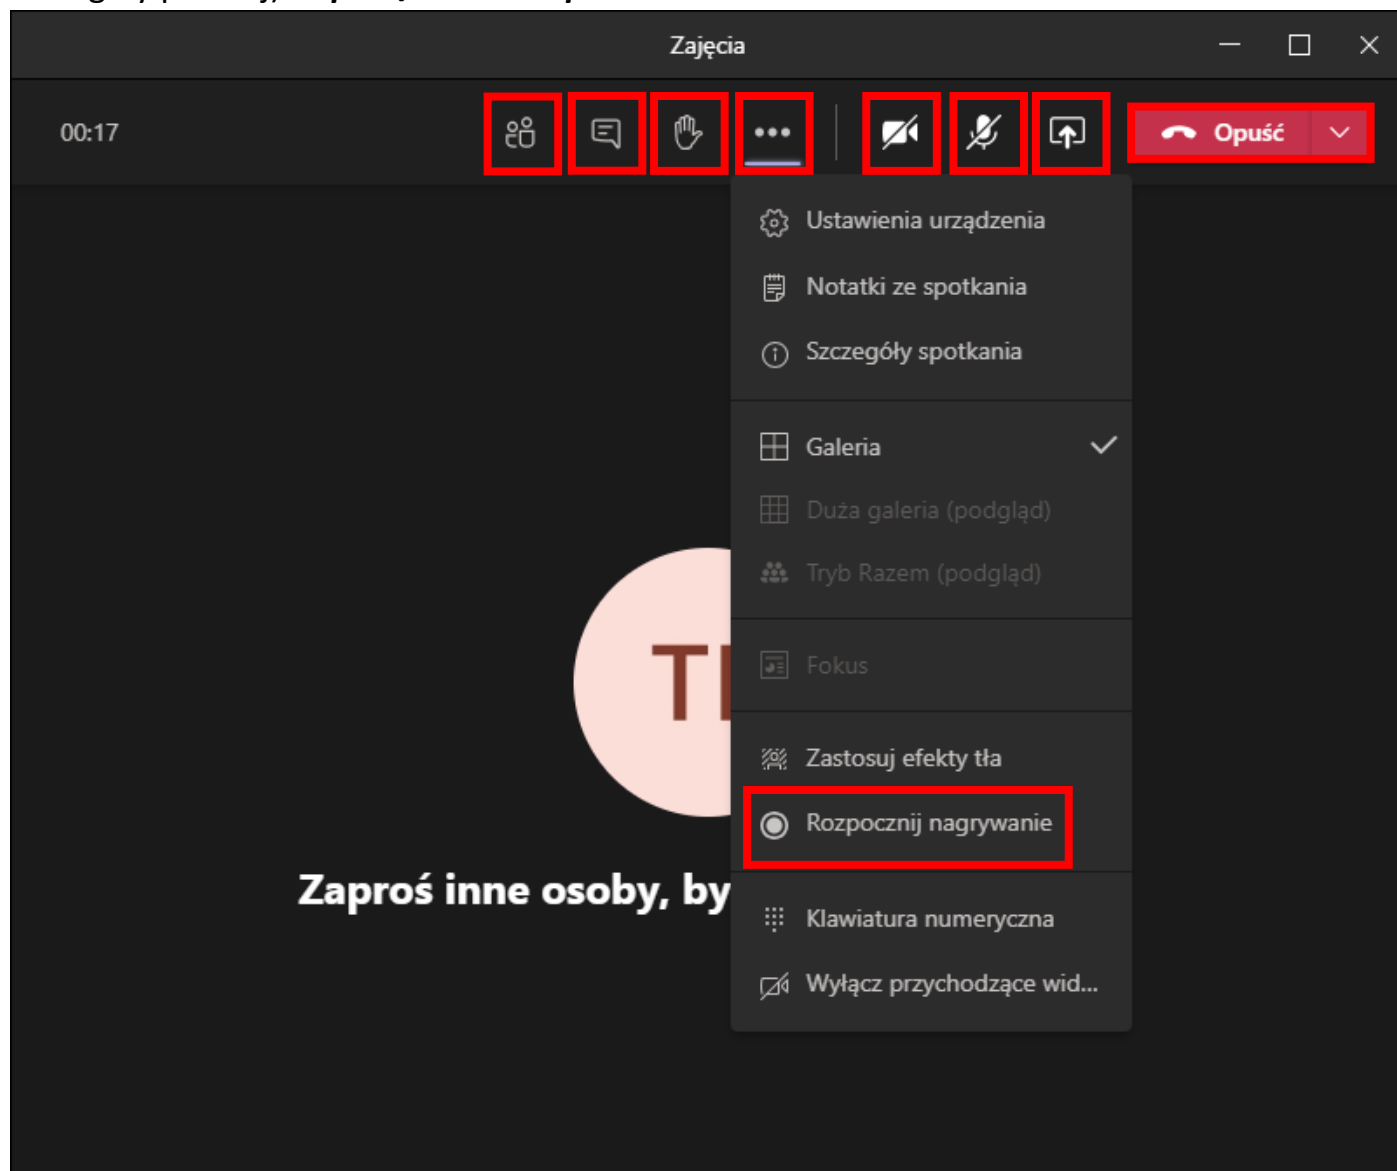 Zajęcia
00:17
Opuść
Ustawienia urządzenia
Notatki ze spotkania
Szczegóły spotkania
Galeria
Duża galeria (podgląd)
Tryb Razem (podgląd)
Fokus
Zastosuj efekty tła
Rozpocznij nagrywanie
Zaproś inne osoby, by
Klawiatura numeryczna
Wyłącz przychodzące wid...